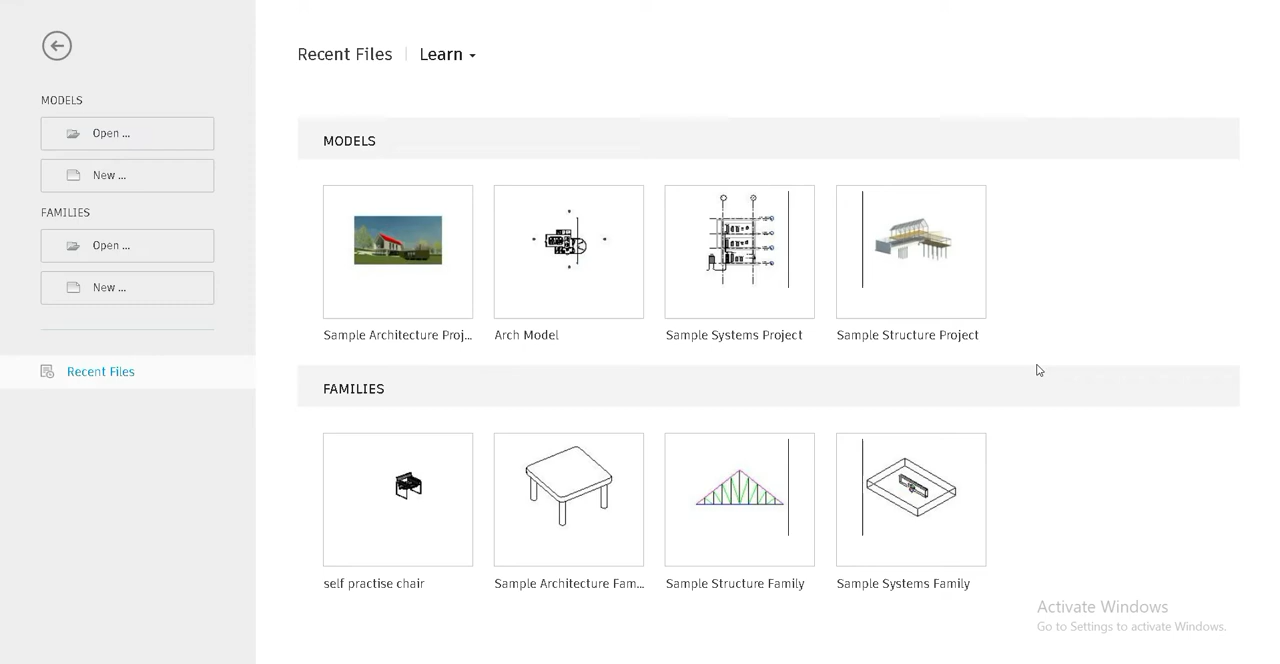 Recent Files Learn
MODELS
Open ...
New ...
FAMILIES
Open ...
New ...
Recent Files
MODELS
Sample Architecture Proj...
Arch Model
Sample Systems Project
Sample Structure Project
FAMILIES
self practise chair
Sample Architecture Fam...
Sample Structure Family
Sample Systems Family
Activate Windows
Go to Settings to activate Windows.